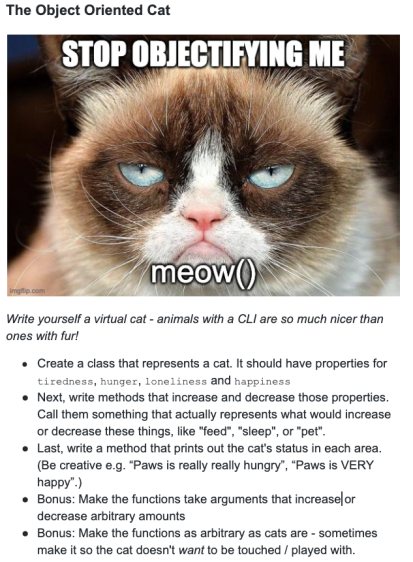 The Object Oriented Cat
STOP OBJECTIFYING ME
meow()
imgflip.com
Write yourself a virtual cat - animals with a CLI are so much nicer than
ones with fur!
• Create a class that represents a cat. It should have properties for
tiredness, hunger, loneliness and happiness
• Next, write methods that increase and decrease those properties.
Call them something that actually represents what would increase
or decrease these things, like "feed", "sleep", or "pet".
• Last, write a method that prints out the cat's status in each area.
(Be creative e.g. “Paws is really really hungry”, “Paws is VERY
happy”.)
• Bonus: Make the functions take arguments that increase or
decrease arbitrary amounts
• Bonus: Make the functions as arbitrary as cats are - sometimes
make it so the cat doesn't want to be touched / played with.